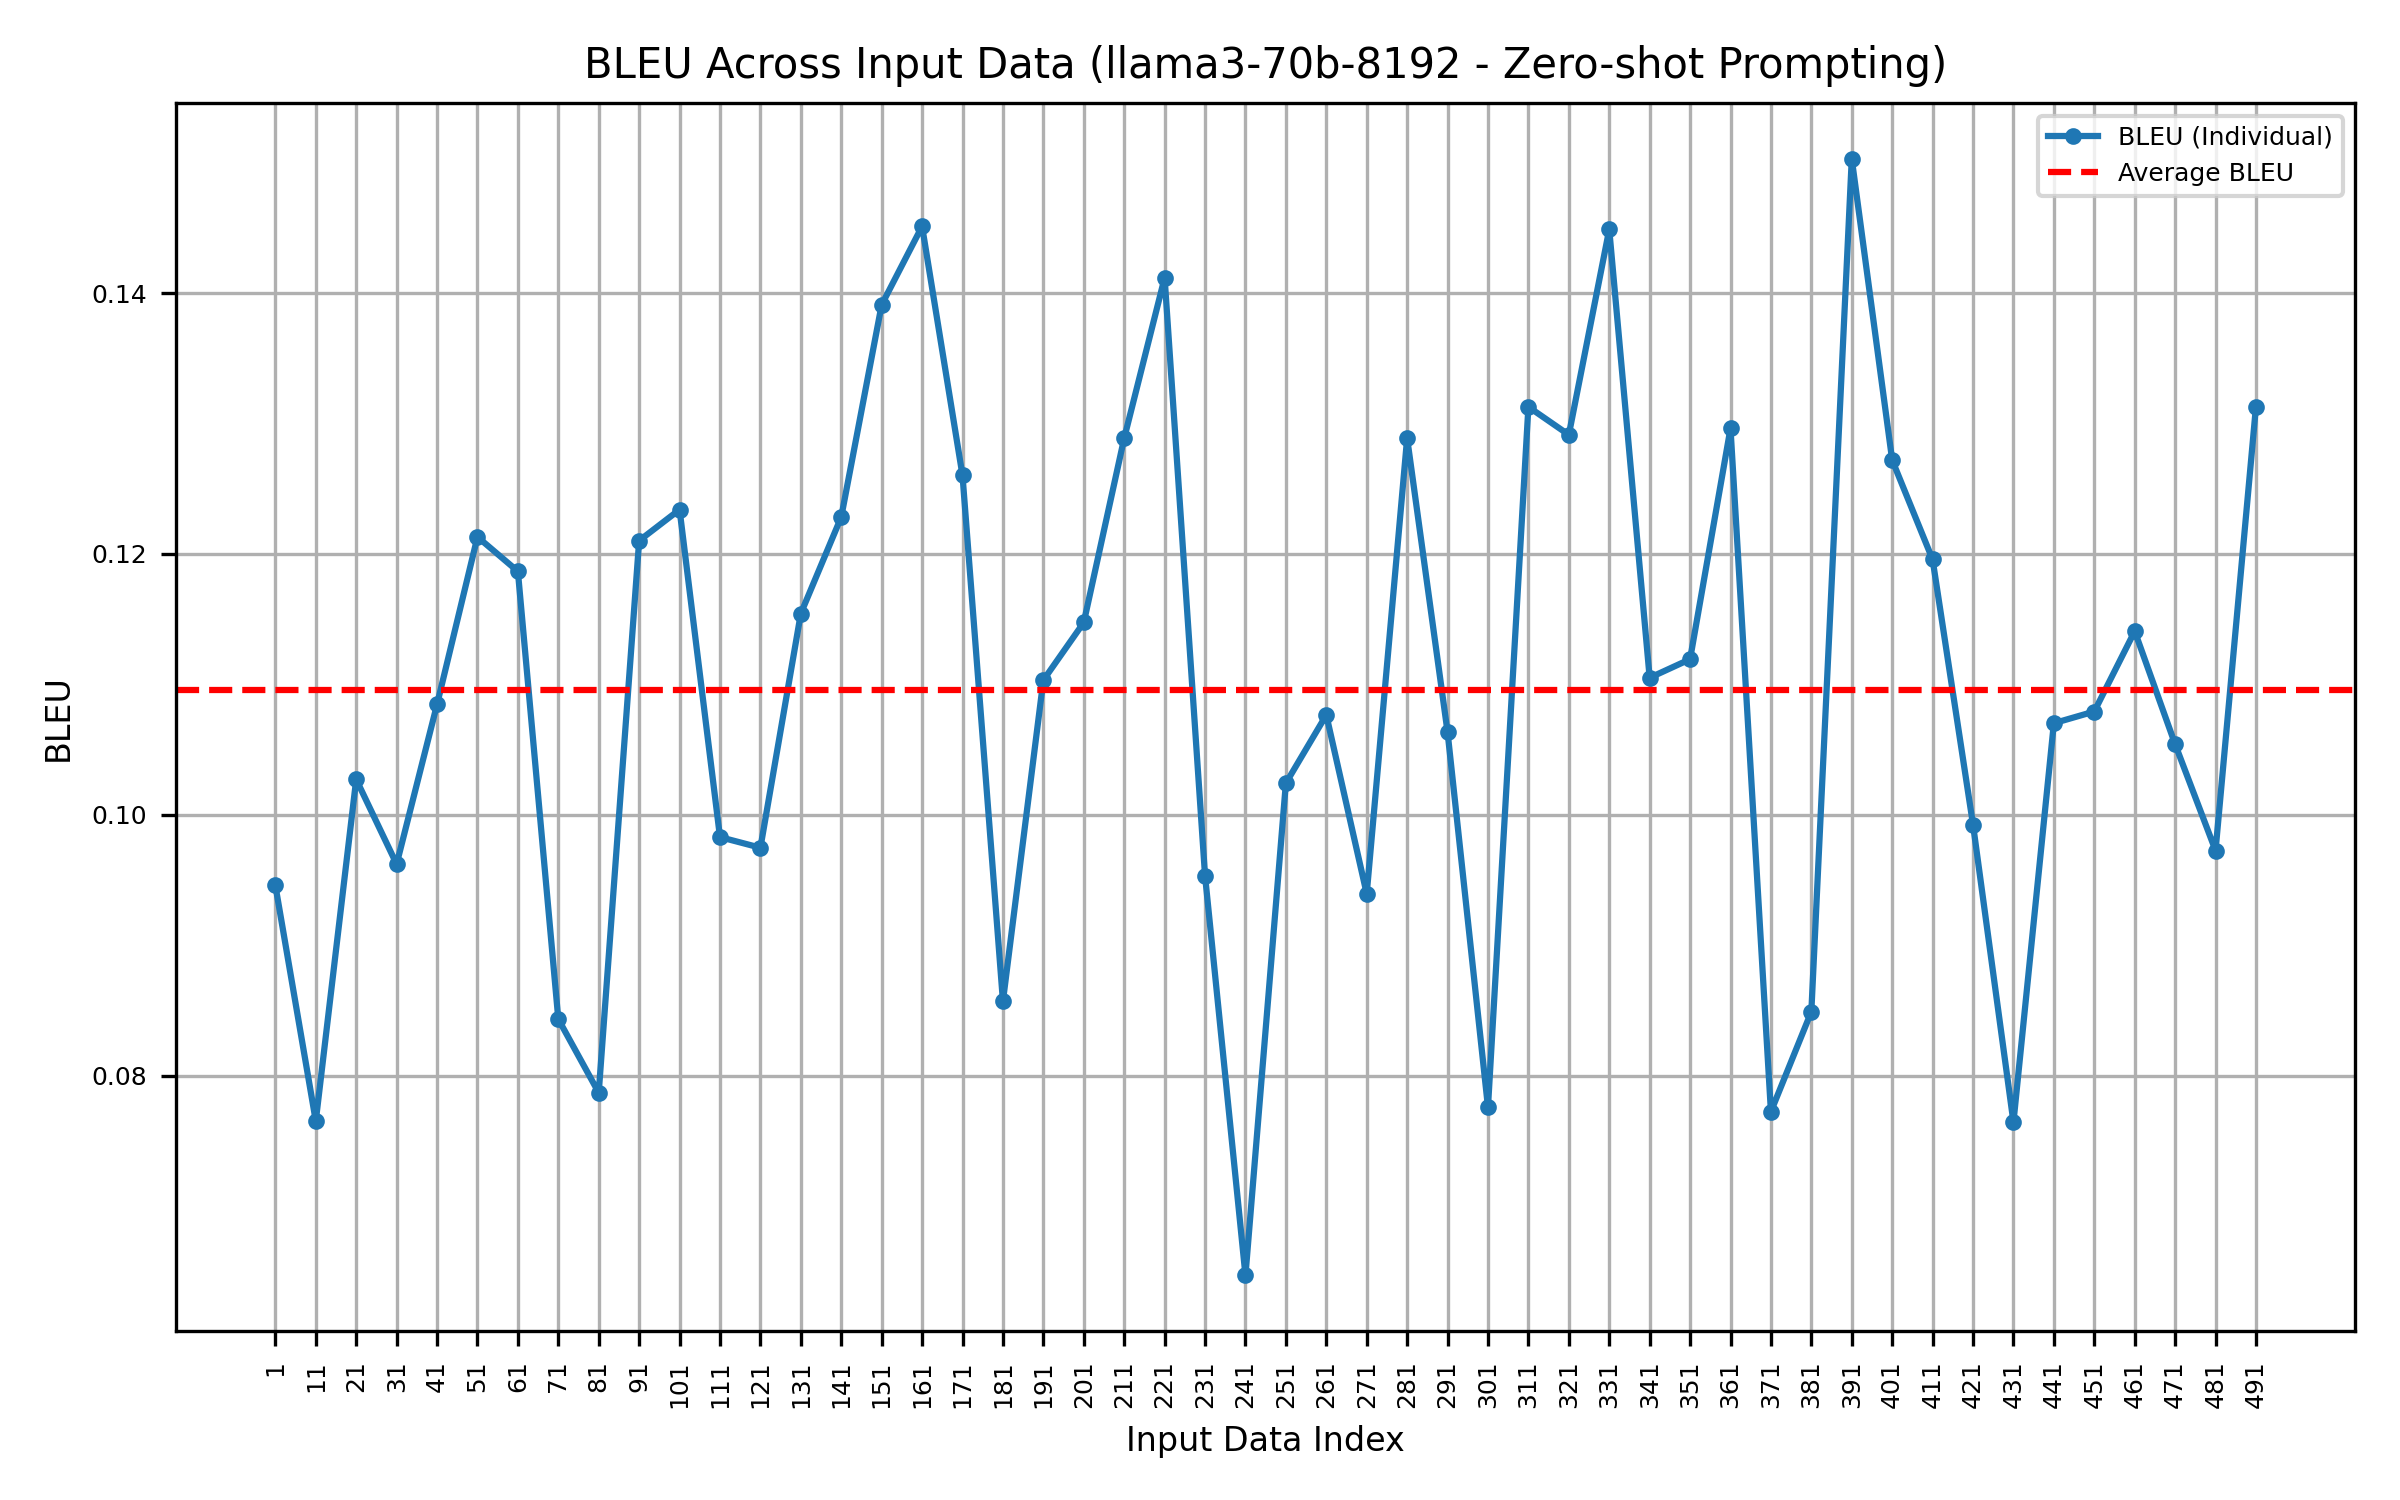 BLEU Across Input Data (llama3-70b-8192 - Zero-shot Prompting)
BLEU (Individual)
Average BLEU
0.14
0.12
0.10
0.08
BLEU
1 11 21 31 41 51 61 71 81 91 101 111 121 131 141 151 161 171 181 191 201 211 221 231 241 251 261 271 281 291 301 311 321 331 341 351 361 371 381 391 401 411 421 431 441 451 461 471 481 491
Input Data Index